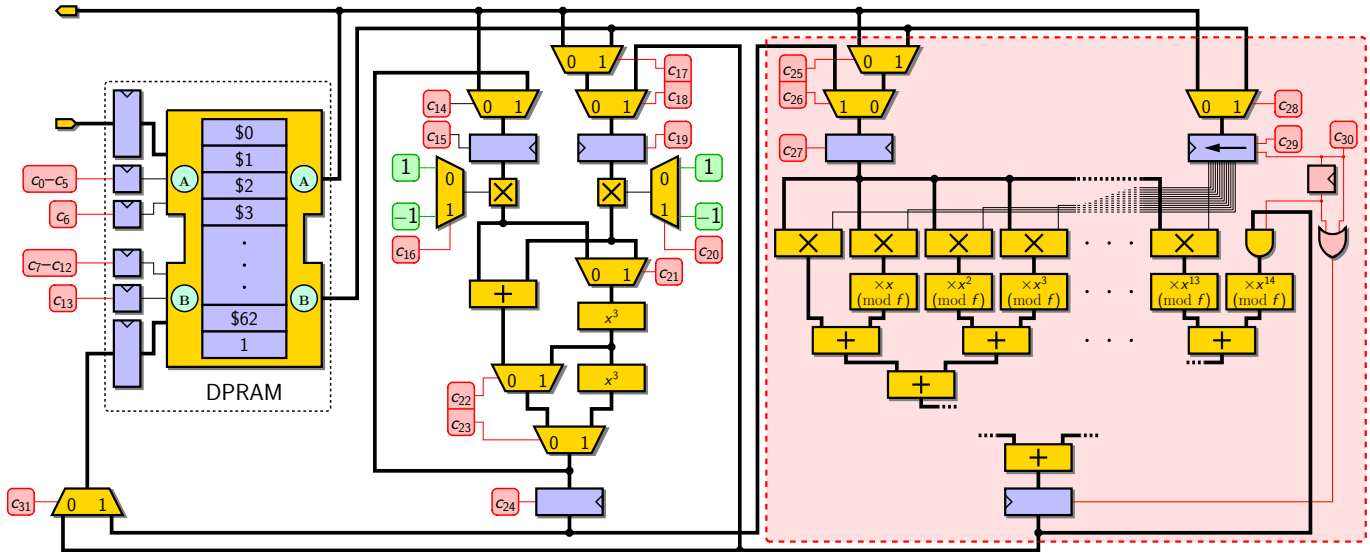 0 1
c17
c25
0 1
c14
0 1
0 1
c18
c26
1 0
0 1
c28
$0
c15
c19
c27
c29
c30
$1
1
0
×
×
0
1
c0–c5
A
$2
A
c6
$3
−1
1
1
−1
×
×
×
×
· · ·
×
c16
c20
c7–c12
.
.
.
0 1
c21
c13
B
B
+
×x
(mod f)
×x²
(mod f)
×x³
(mod f)
· · ·
×x¹³
(mod f)
×x¹⁴
(mod f)
$62
x³
1
+
+
· · ·
+
DPRAM
c22
0 1
x³
+
c23
0 1
+
c31
0 1
c24